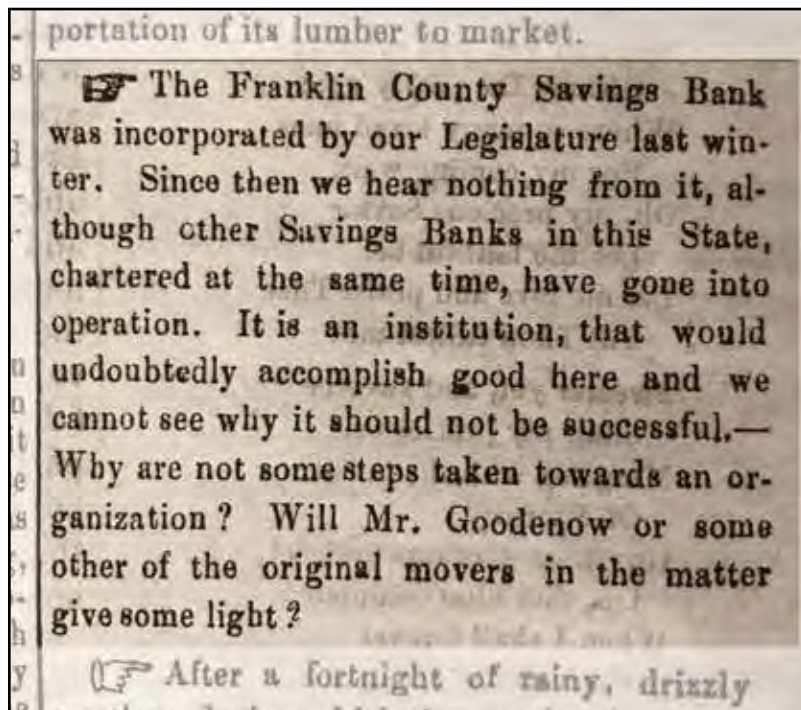 portation of its lumber to market.
☞ The Franklin County Savings Bank
was incorporated by our Legislature last win-
ter. Since then we hear nothing from it, al-
though other Savings Banks in this State,
chartered at the same time, have gone into
operation. It is an institution, that would
undoubtedly accomplish good here and we
cannot see why it should not be successful.—
Why are not some steps taken towards an or-
ganization? Will Mr. Goodenow or some
other of the original movers in the matter
give some light?
☞ After a fortnight of rainy, drizzly